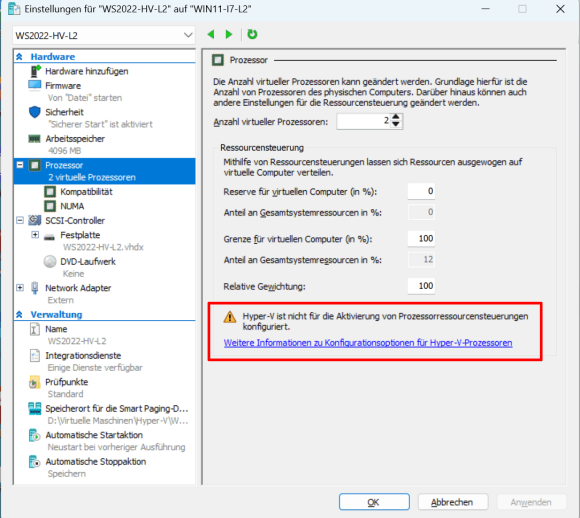 Einstellungen für "WS2022-HV-L2" auf "WIN11-I7-L2"
WS2022-HV-L2
Hardware
Hardware hinzufügen
Firmware
Von "Datei" starten
Sicherheit
"Sicherer Start" ist aktiviert
Arbeitsspeicher
4096 MB
Prozessor
2 virtuelle Prozessoren
Kompatibilität
NUMA
SCSI-Controller
Festplatte
WS2022-HV-L2.vhdx
DVD-Laufwerk
Keine
Network Adapter
Extern
Verwaltung
Name
WS2022-HV-L2
Integrationsdienste
Einige Dienste verfügbar
Prüfpunkte
Standard
Speicherort für die Smart Paging-D...
D:\Virtuelle Maschinen\Hyper-V\W...
Automatische Startaktion
Neustart bei vorheriger Ausführung
Automatische Stoppaktion
Speichern
Prozessor
Die Anzahl virtueller Prozessoren kann geändert werden. Grundlage hierfür ist die
Anzahl von Prozessoren des physischen Computers. Darüber hinaus können auch
andere Einstellungen für die Ressourcensteuerung geändert werden.
Anzahl virtueller Prozessoren: 2
Ressourcensteuerung
Mithilfe von Ressourcensteuerungen lassen sich Ressourcen ausgewogen auf
virtuelle Computer verteilen.
Reserve für virtuellen Computer (in %): 0
Anteil an Gesamtsystemressourcen in %: 0
Grenze für virtuellen Computer (in %): 100
Anteil an Gesamtsystemressourcen in %: 12
Relative Gewichtung: 100
Hyper-V ist nicht für die Aktivierung von Prozessorressourcensteuerungen
konfiguriert.
Weitere Informationen zu Konfigurationsoptionen für Hyper-V-Prozessoren
OK Abbrechen Anwenden